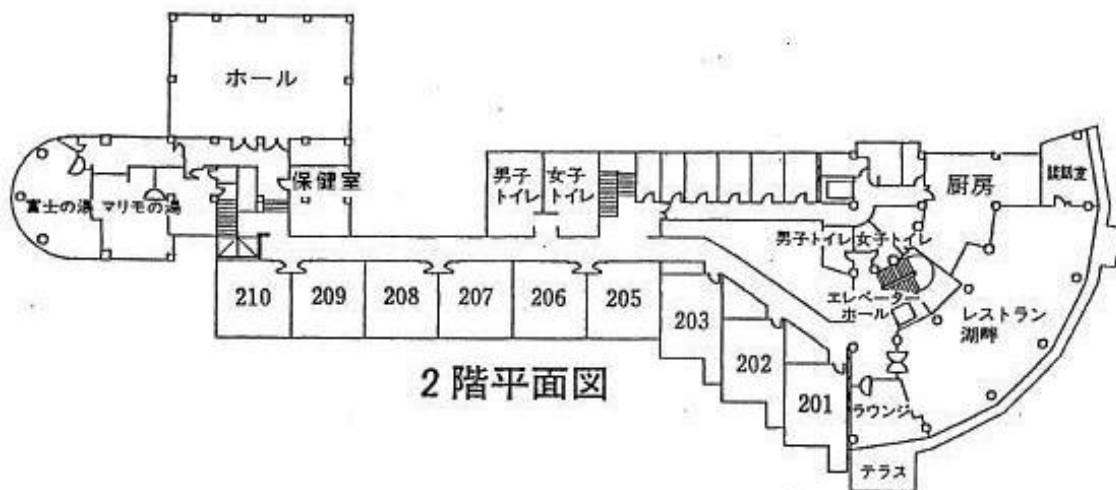 ホール
保健室
男子
トイレ
女子
トイレ
厨房
談話室
富士の湯
マリモの湯
男子トイレ
女子トイレ
エレベーター
ホール
レストラン
湖畔
210
209
208
207
206
205
203
202
201
ラウンジ
テラス
2階平面図